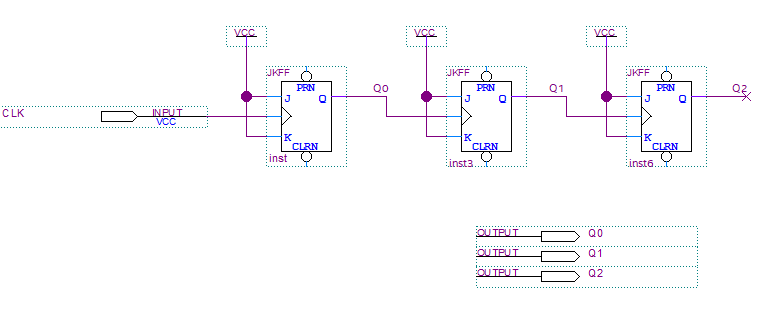 VCC VCC VCC
JKFF JKFF JKFF
PRN PRN PRN
Q0 Q1 Q2
J Q J Q J Q
CLK INPUT
VCC
K K K
CLRN CLRN CLRN
inst inst3 inst6
OUTPUT Q0
OUTPUT Q1
OUTPUT Q2